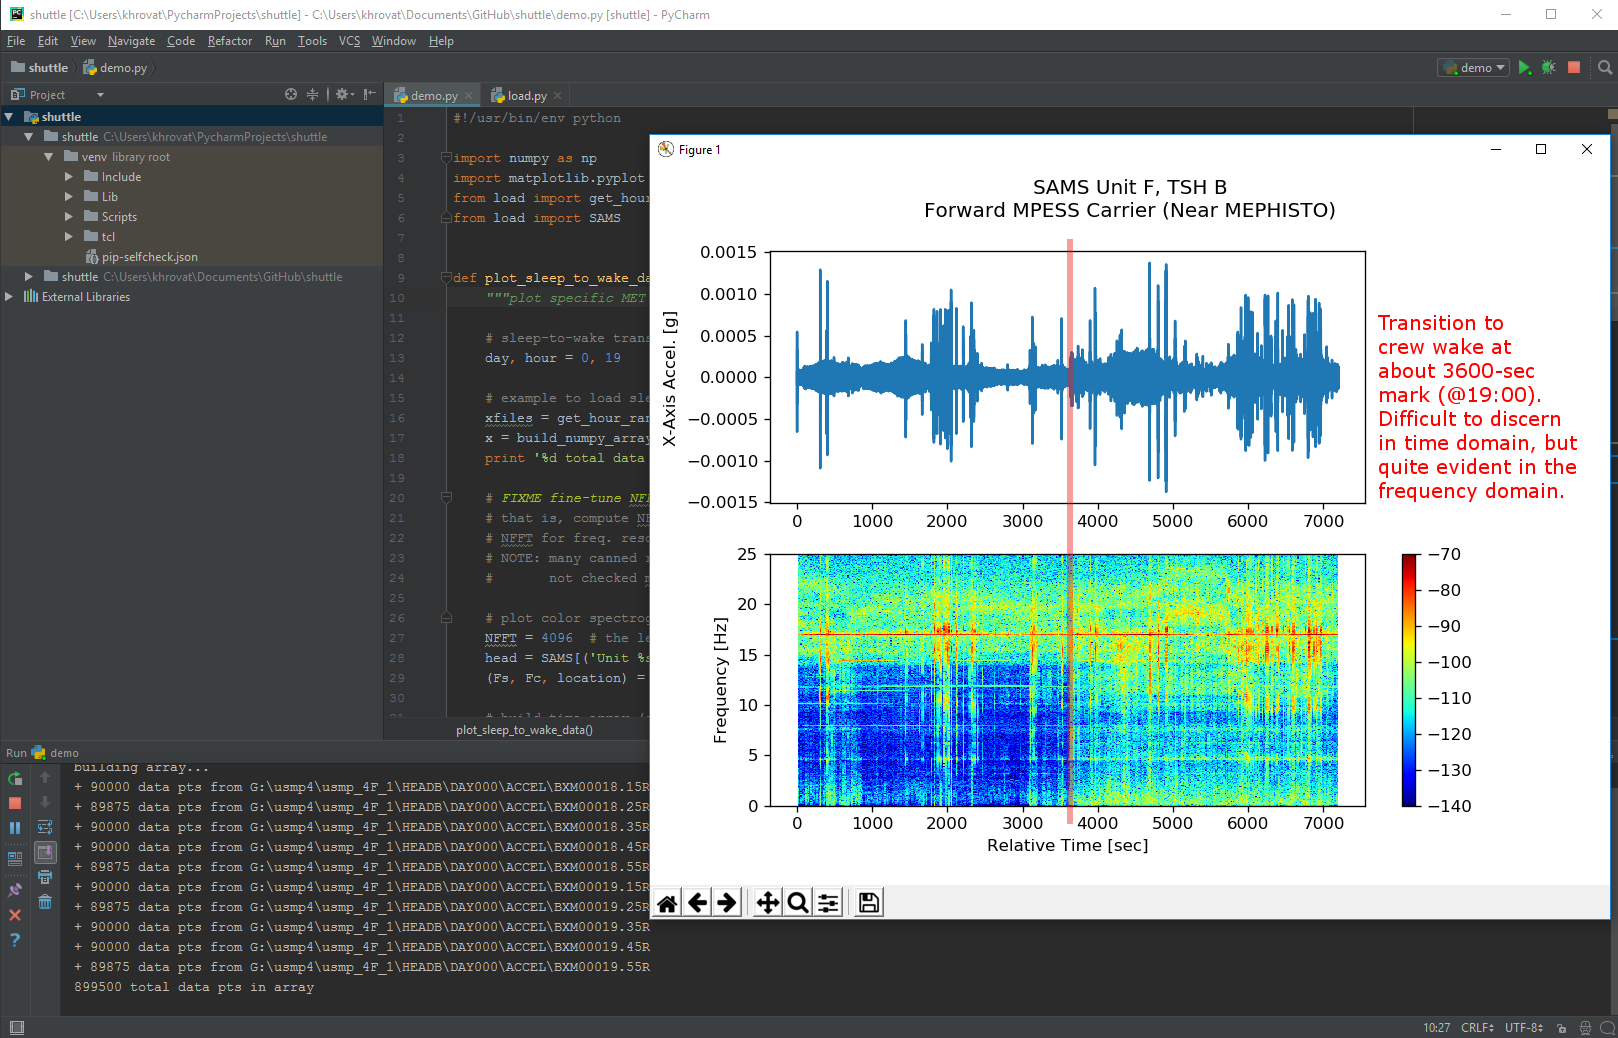 shuttle [C:\Users\khrovat\PycharmProjects\shuttle] - C:\Users\khrovat\Documents\GitHub\shuttle\demo.py [shuttle] - PyCharm
File Edit View Navigate Code Refactor Run Tools VCS Window Help
shuttle demo.py
demo
Project
demo.py load.py
shuttle
shuttle C:\Users\khrovat\PycharmProjects\shuttle
venv library root
Include
Lib
Scripts
tcl
pip-selfcheck.json
shuttle C:\Users\khrovat\Documents\GitHub\shuttle
External Libraries
1 #!/usr/bin/env python
2
3 import numpy as np
4 import matplotlib.pyplot
5 from load import get_hour
6 from load import SAMS
7
8
9 def plot_sleep_to_wake_da
10 """plot specific MET
11
12 # sleep-to-wake trans
13 day, hour = 0, 19
14
15 # example to load sle
16 xfiles = get_hour_ran
17 x = build_numpy_array
18 print '%d total data
19
20 # FIXME fine-tune NFF
21 # that is, compute NF
22 # NFFT for freq. reso
23 # NOTE: many canned r
24 # not checked m
25
26 # plot color spectrog
27 NFFT = 4096 # the le
28 head = SAMS[('Unit %s
29 (Fs, Fc, location) =
30
plot_sleep_to_wake_data()
Figure 1
SAMS Unit F, TSH B
Forward MPESS Carrier (Near MEPHISTO)
X-Axis Accel. [g]
0.0015
0.0010
0.0005
0.0000
−0.0005
−0.0010
−0.0015
0 1000 2000 3000 4000 5000 6000 7000
Transition to
crew wake at
about 3600-sec
mark (@19:00).
Difficult to discern
in time domain, but
quite evident in the
frequency domain.
Frequency [Hz]
25
20
15
10
5
0
0 1000 2000 3000 4000 5000 6000 7000
Relative Time [sec]
−70
−80
−90
−100
−110
−120
−130
−140
Run demo
building array...
+ 90000 data pts from G:\usmp4\usmp_4F_1\HEADB\DAY000\ACCEL\BXM00018.15R
+ 89875 data pts from G:\usmp4\usmp_4F_1\HEADB\DAY000\ACCEL\BXM00018.25R
+ 90000 data pts from G:\usmp4\usmp_4F_1\HEADB\DAY000\ACCEL\BXM00018.35R
+ 90000 data pts from G:\usmp4\usmp_4F_1\HEADB\DAY000\ACCEL\BXM00018.45R
+ 89875 data pts from G:\usmp4\usmp_4F_1\HEADB\DAY000\ACCEL\BXM00018.55R
+ 90000 data pts from G:\usmp4\usmp_4F_1\HEADB\DAY000\ACCEL\BXM00019.15R
+ 89875 data pts from G:\usmp4\usmp_4F_1\HEADB\DAY000\ACCEL\BXM00019.25R
+ 90000 data pts from G:\usmp4\usmp_4F_1\HEADB\DAY000\ACCEL\BXM00019.35R
+ 90000 data pts from G:\usmp4\usmp_4F_1\HEADB\DAY000\ACCEL\BXM00019.45R
+ 89875 data pts from G:\usmp4\usmp_4F_1\HEADB\DAY000\ACCEL\BXM00019.55R
899500 total data pts in array
10:27 CRLF UTF-8